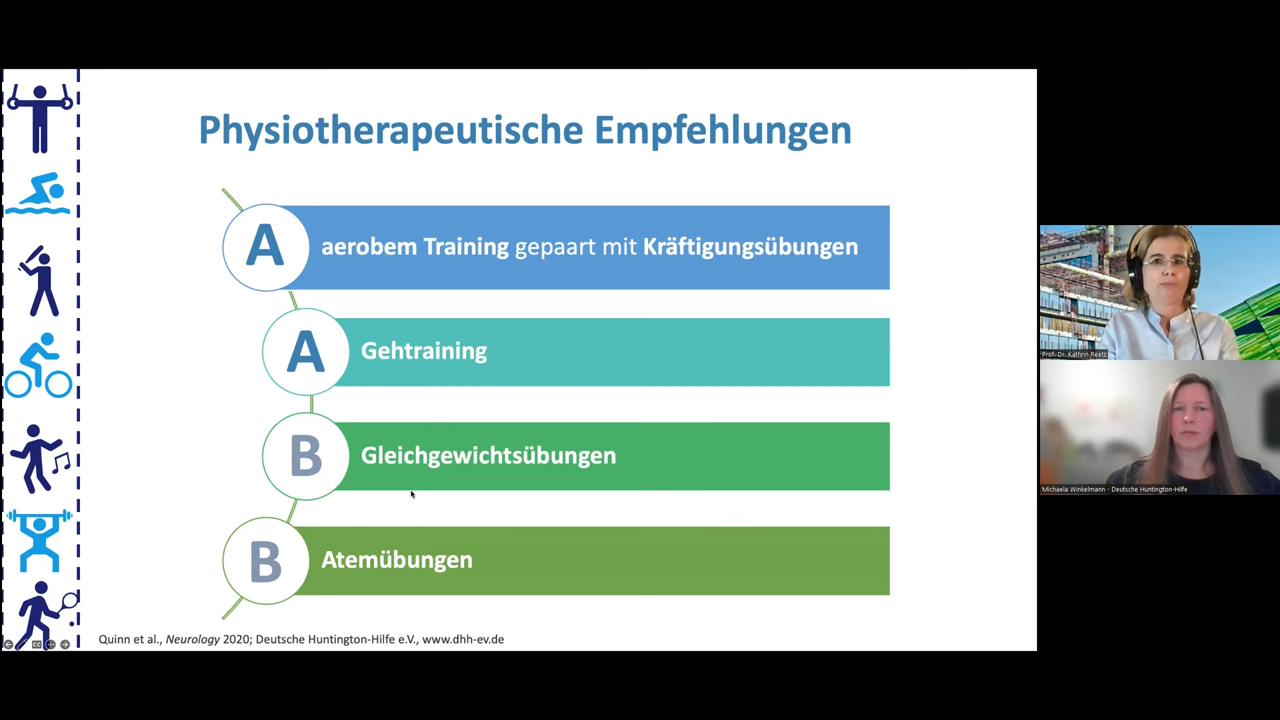 Physiotherapeutische Empfehlungen
A
aerobem Training gepaart mit Kräftigungsübungen
A
Gehtraining
B
Gleichgewichtsübungen
B
Atemübungen
Quinn et al., Neurology 2020; Deutsche Huntington-Hilfe e.V., www.dhh-ev.de
Prof. Dr. Kathrin Reetz
Michaela Winkelmann - Deutsche Huntington-Hilfe